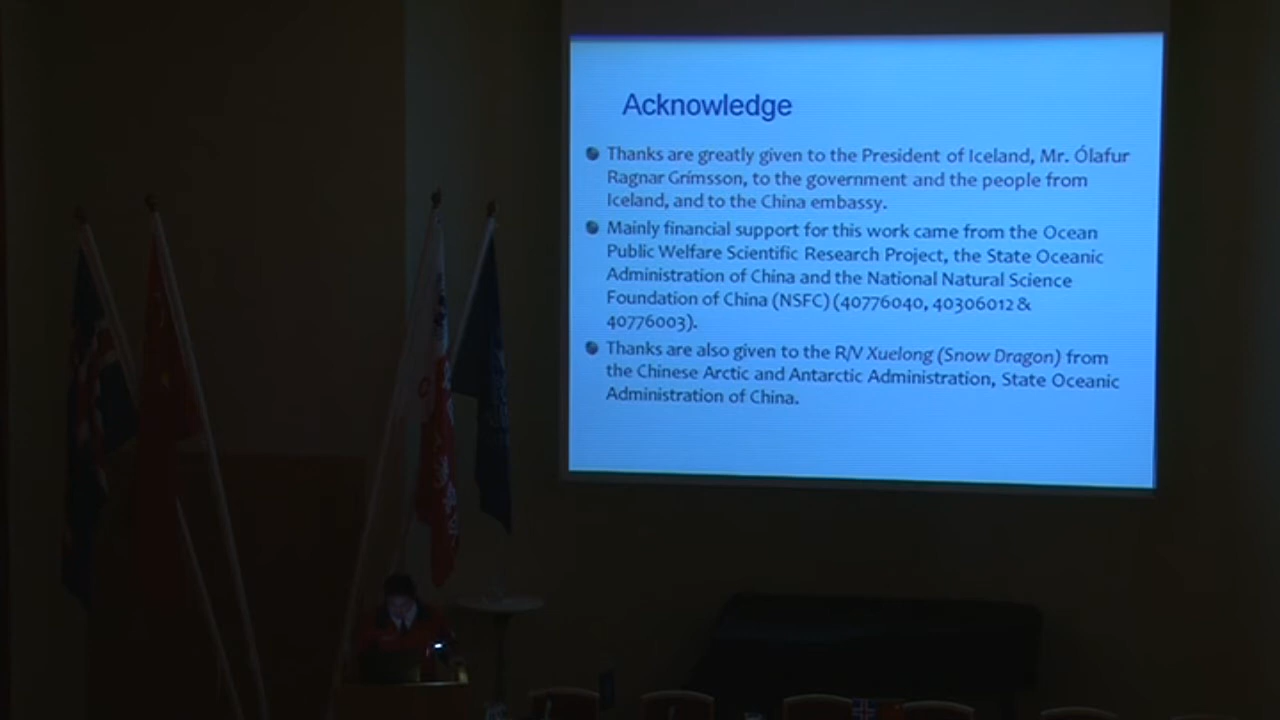 Acknowledge
Thanks are greatly given to the President of Iceland, Mr. Ólafur
Ragnar Grímsson, to the government and the people from
Iceland, and to the China embassy.
Mainly financial support for this work came from the Ocean
Public Welfare Scientific Research Project, the State Oceanic
Administration of China and the National Natural Science
Foundation of China (NSFC) (40776040, 40306012 &
40776003).
Thanks are also given to the R/V Xuelong (Snow Dragon) from
the Chinese Arctic and Antarctic Administration, State Oceanic
Administration of China.